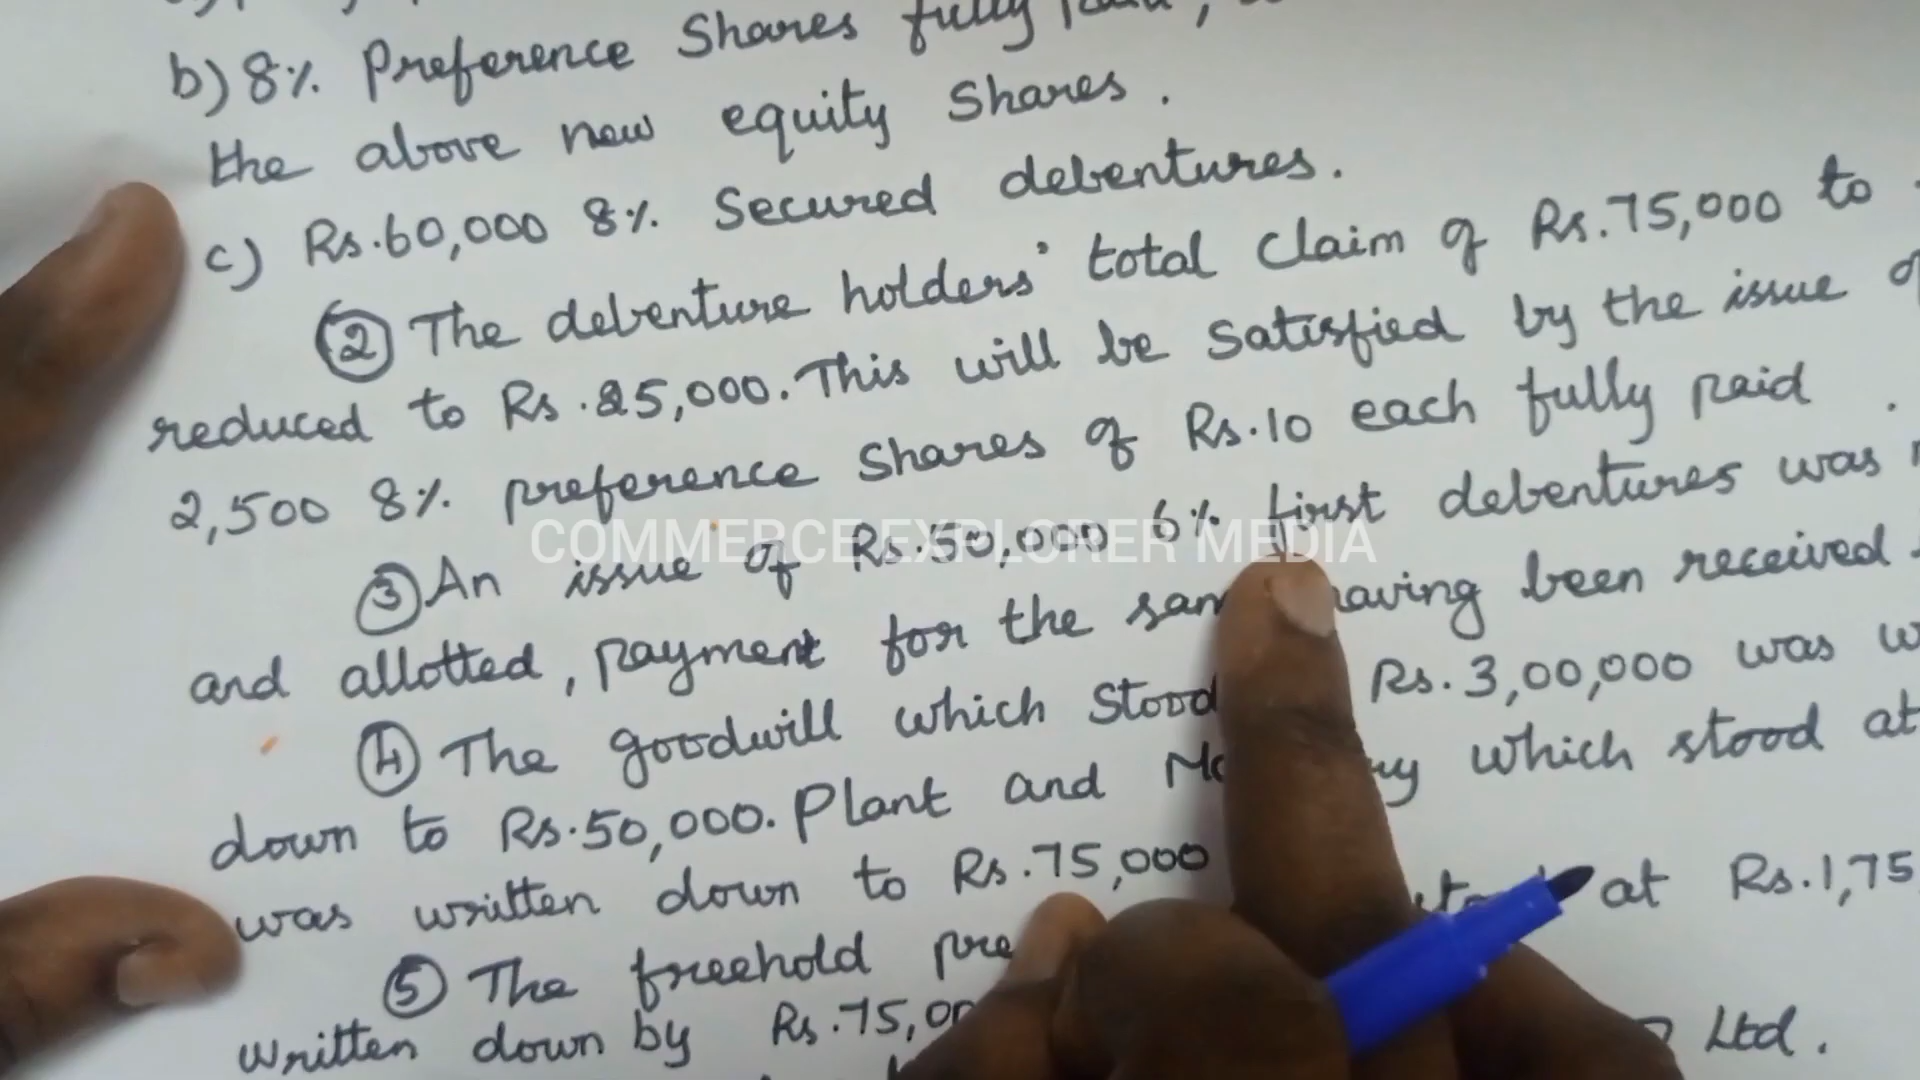 b) 8% Preference Shares fully
the above new equity Shares.
c) Rs.60,000 8% Secured debentures.
② The debenture holders' total claim of Rs.75,000 to
reduced to Rs.25,000. This will be satisfied by the issue of
2,500 8% preference shares of Rs.10 each fully paid.
③ An issue of Rs.50,000 6% first debentures was
and allotted, payment for the having been received
④ The goodwill which stood Rs.3,00,000 was
down to Rs.50,000. Plant and which stood at
was written down to Rs.75,000 at Rs.1,75
⑤ The freehold
written down by Rs.75,00 Ltd.
COMMERCE EXPLORER MEDIA